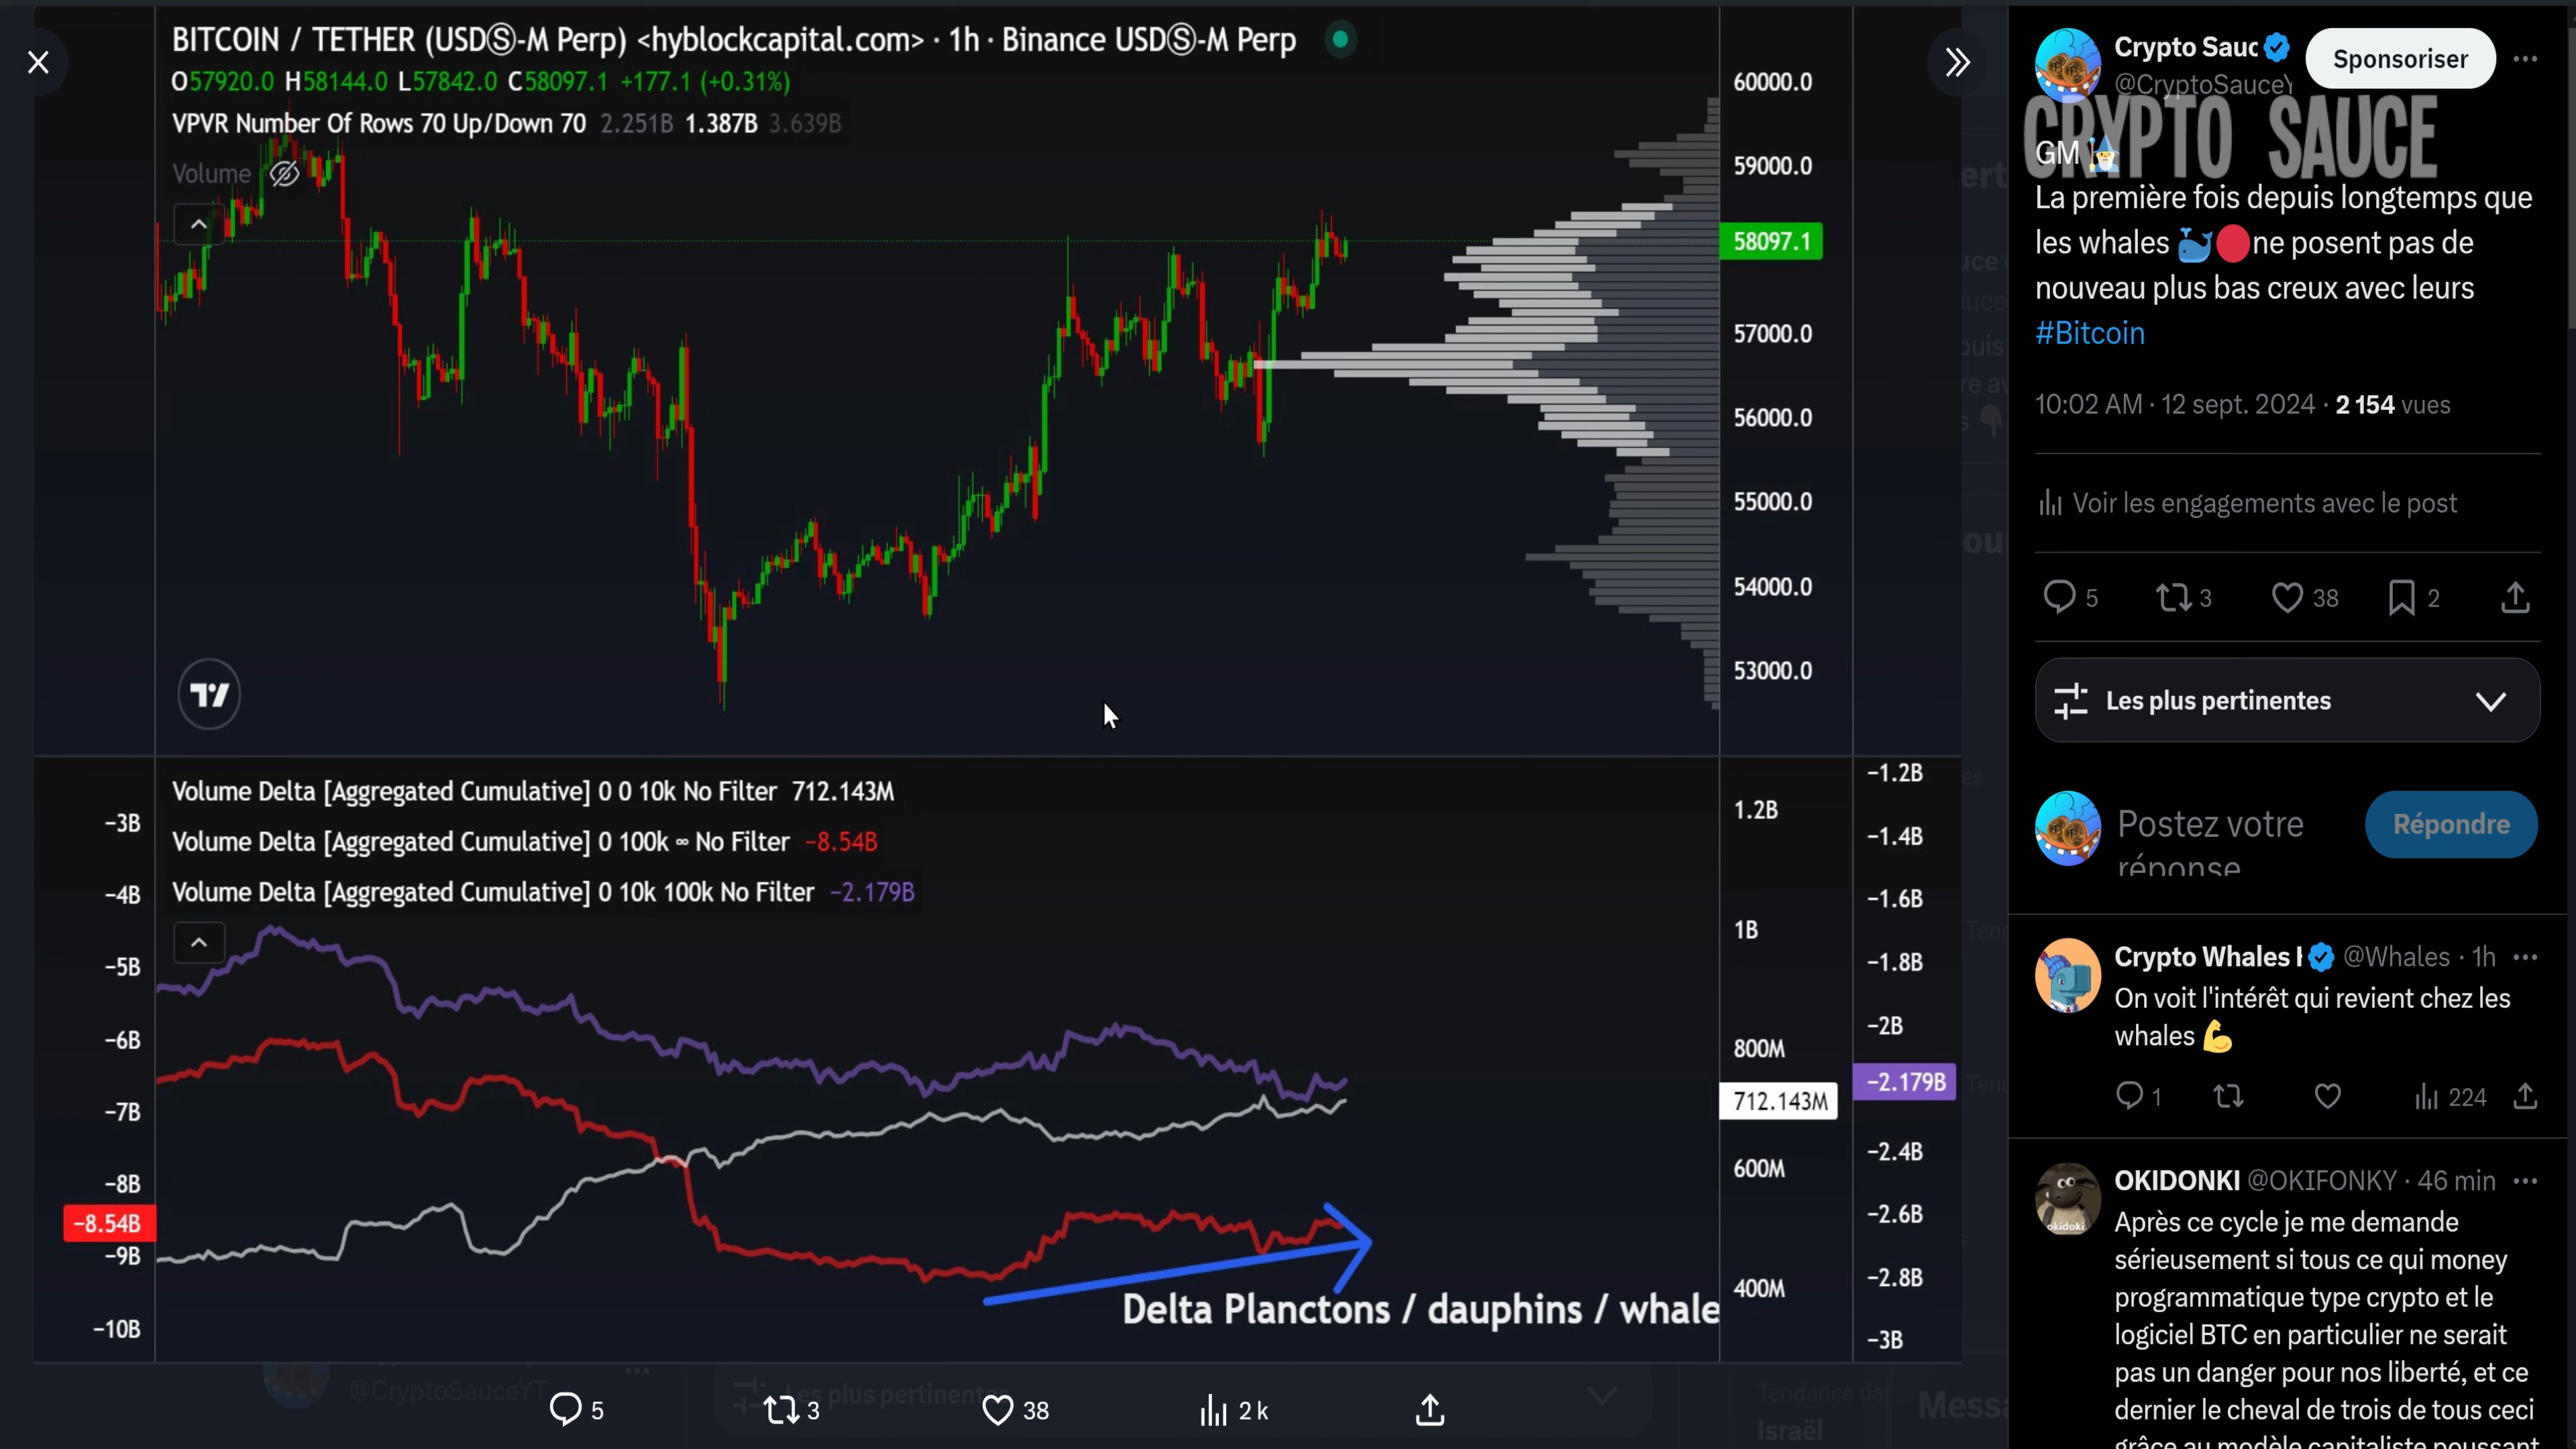 BITCOIN / TETHER (USDⓈ-M Perp) <hyblockcapital.com> · 1h · Binance USDⓈ-M Perp
O57920.0 H58144.0 L57842.0 C58097.1 +177.1 (+0.31%)
VPVR Number Of Rows 70 Up/Down 70 2.251B 1.387B 3.639B
Volume
60000.0
59000.0
58097.1
57000.0
56000.0
55000.0
54000.0
53000.0
Volume Delta [Aggregated Cumulative] 0 0 10k No Filter 712.143M
Volume Delta [Aggregated Cumulative] 0 100k ∞ No Filter −8.54B
Volume Delta [Aggregated Cumulative] 0 10k 100k No Filter −2.179B
−3B
−4B
−5B
−6B
−7B
−8B
−8.54B
−9B
−10B
1.2B
1B
800M
712.143M
600M
400M
−1.2B
−1.4B
−1.6B
−1.8B
−2B
−2.179B
−2.4B
−2.6B
−2.8B
−3B
Delta Planctons / dauphins / whale
@CryptoSauceYT
Les plus pertinente
Israël
5 3 38 2 k
Crypto Sauc
Sponsoriser
@CryptoSauceY
CRYPTO SAUCE
GM
La première fois depuis longtemps que
les whales ne posent pas de
nouveau plus bas creux avec leurs
#Bitcoin
10:02 AM · 12 sept. 2024 · 2 154 vues
Voir les engagements avec le post
5 3 38 2
Les plus pertinentes
Postez votre
réponse
Répondre
Crypto Whales @Whales · 1h
On voit l'intérêt qui revient chez les
whales
1 224
OKIDONKI @OKIFONKY · 46 min
okidoki
Après ce cycle je me demande
sérieusement si tous ce qui money
programmatique type crypto et le
logiciel BTC en particulier ne serait
pas un danger pour nos liberté, et ce
dernier le cheval de trois de tous ceci
grâce au modèle capitaliste poussant